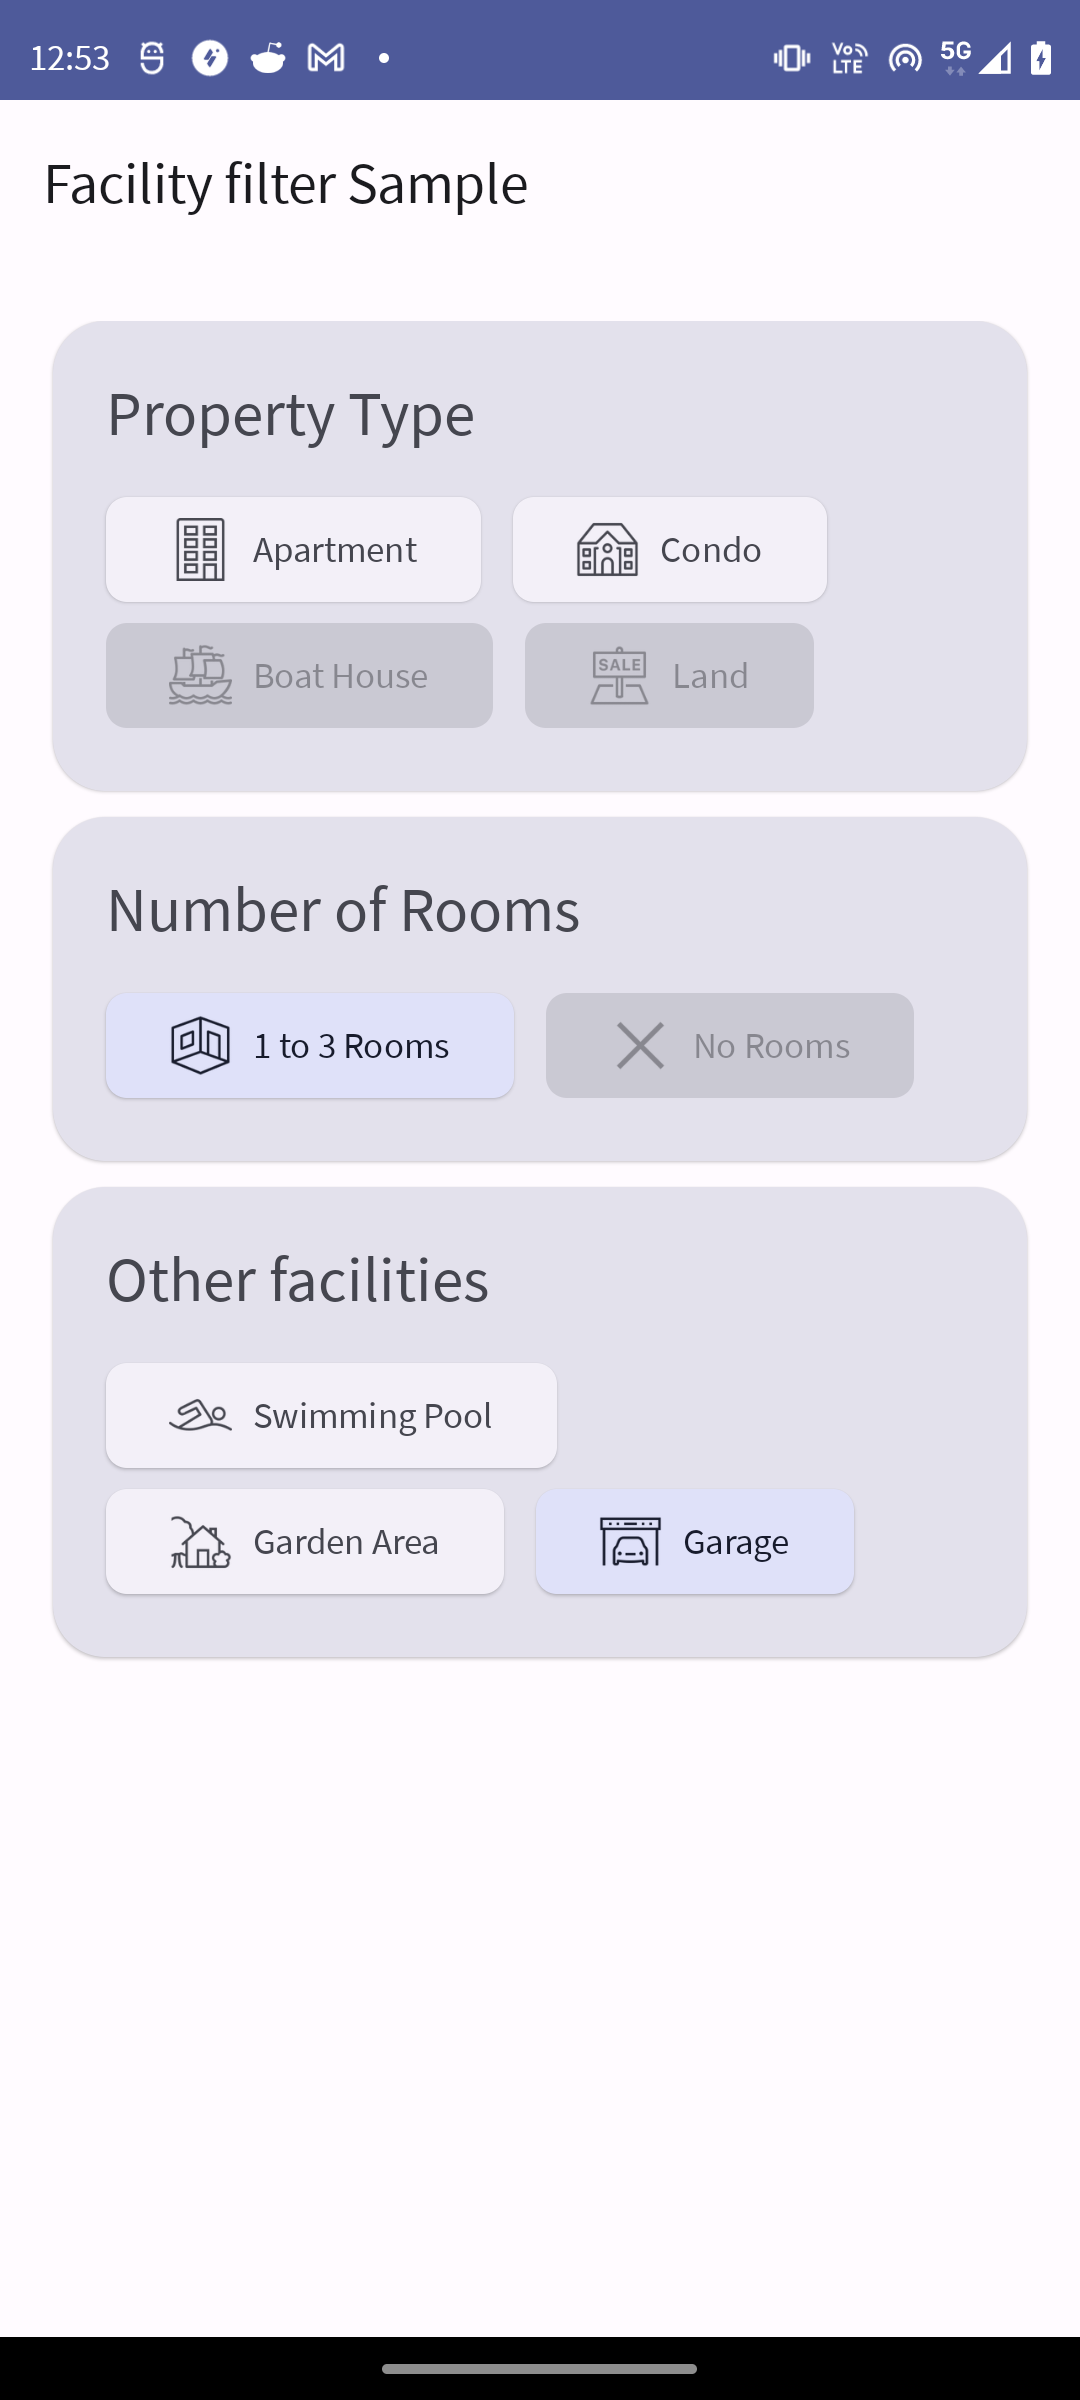 12:53 Vo LTE 5G
Facility filter Sample
Property Type
Apartment Condo
Boat House SALE Land
Number of Rooms
1 to 3 Rooms No Rooms
Other facilities
Swimming Pool
Garden Area Garage